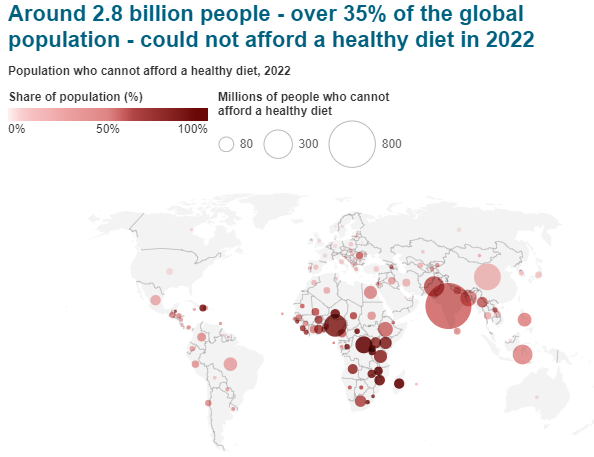 Around 2.8 billion people - over 35% of the global
population - could not afford a healthy diet in 2022
Population who cannot afford a healthy diet, 2022
Share of population (%)
0% 50% 100%
Millions of people who cannot
afford a healthy diet
80 300 800